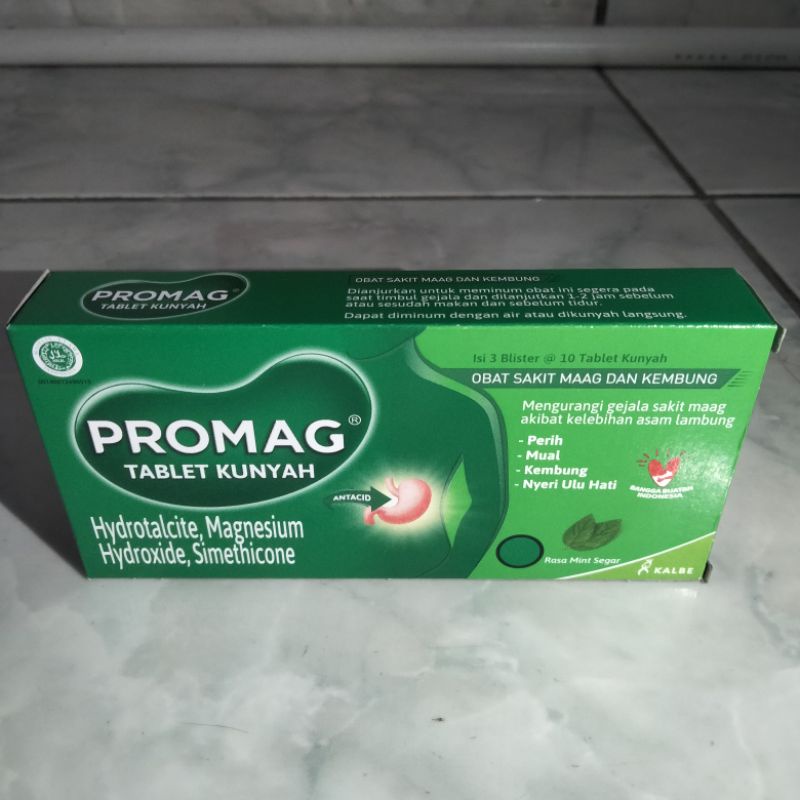 PROMAG®
TABLET KUNYAH
OBAT SAKIT MAAG DAN KEMBUNG
Dianjurkan untuk meminum obat ini segera pada
saat timbul gejala dan dilanjutkan 1-2 jam sebelum
atau sesudah makan dan sebelum tidur.
Dapat diminum dengan air atau dikunyah langsung.
PROMAG®
TABLET KUNYAH
Hydrotalcite, Magnesium
Hydroxide, Simethicone
ANTACID
Isi 3 Blister @ 10 Tablet Kunyah
OBAT SAKIT MAAG DAN KEMBUNG
Mengurangi gejala sakit maag
akibat kelebihan asam lambung
- Perih
- Mual
- Kembung
- Nyeri Ulu Hati
BANGGA BUATAN
INDONESIA
Rasa Mint Segar
KALBE